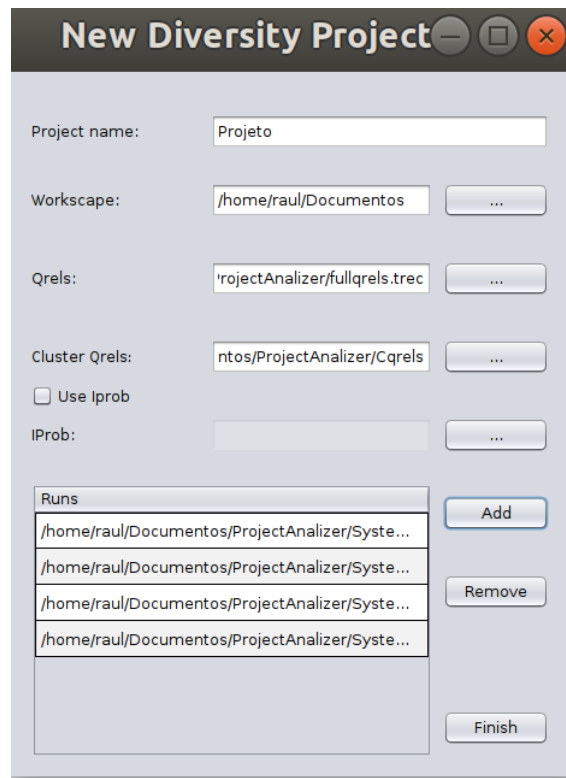 New Diversity Project
Project name: Projeto
Workscape: /home/raul/Documentos ...
Qrels: rojectAnalizer/fullqrels.trec ...
Cluster Qrels: ntos/ProjectAnalizer/Cqrels ...
Use Iprob
IProb: ...
Runs
Add
/home/raul/Documentos/ProjectAnalizer/Syste...
/home/raul/Documentos/ProjectAnalizer/Syste...
Remove
/home/raul/Documentos/ProjectAnalizer/Syste...
/home/raul/Documentos/ProjectAnalizer/Syste...
Finish